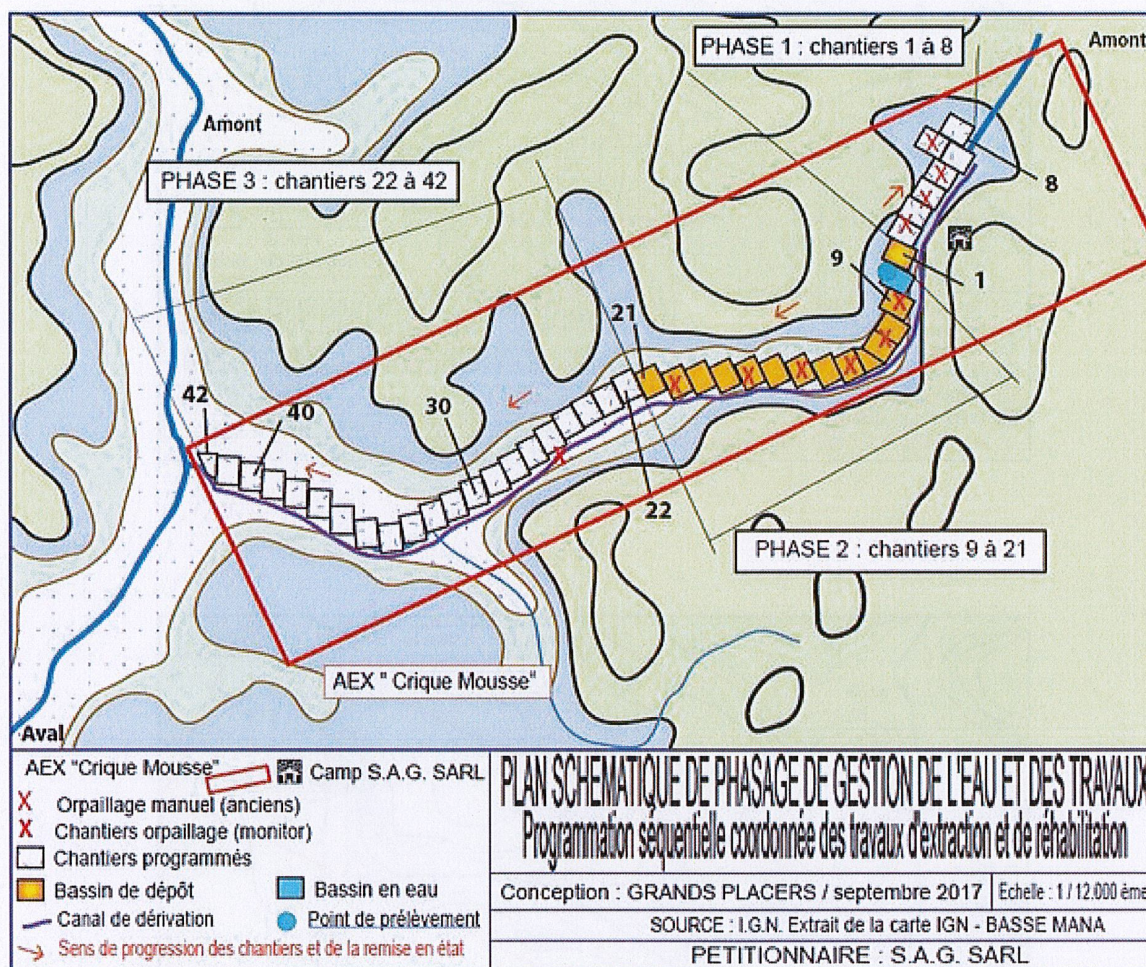 PHASE 1 : chantiers 1 à 8
Amont
Amont
PHASE 3 : chantiers 22 à 42
8
9
1
21
42
40
30
22
PHASE 2 : chantiers 9 à 21
AEX " Crique Mousse"
Aval
AEX "Crique Mousse"
Camp S.A.G. SARL
X Orpaillage manuel (anciens)
X Chantiers orpaillage (monitor)
Chantiers programmés
Bassin de dépôt
Bassin en eau
Canal de dérivation
Point de prélèvement
Sens de progression des chantiers et de la remise en état
PLAN SCHEMATIQUE DE PHASAGE DE GESTION DE L'EAU ET DES TRAVAUX
Programmation séquentielle coordonnée des travaux d'extraction et de réhabilitation
Conception : GRANDS PLACERS / septembre 2017
Echelle : 1 / 12.000 ème
SOURCE : I.G.N. Extrait de la carte IGN - BASSE MANA
PETITIONNAIRE : S.A.G. SARL